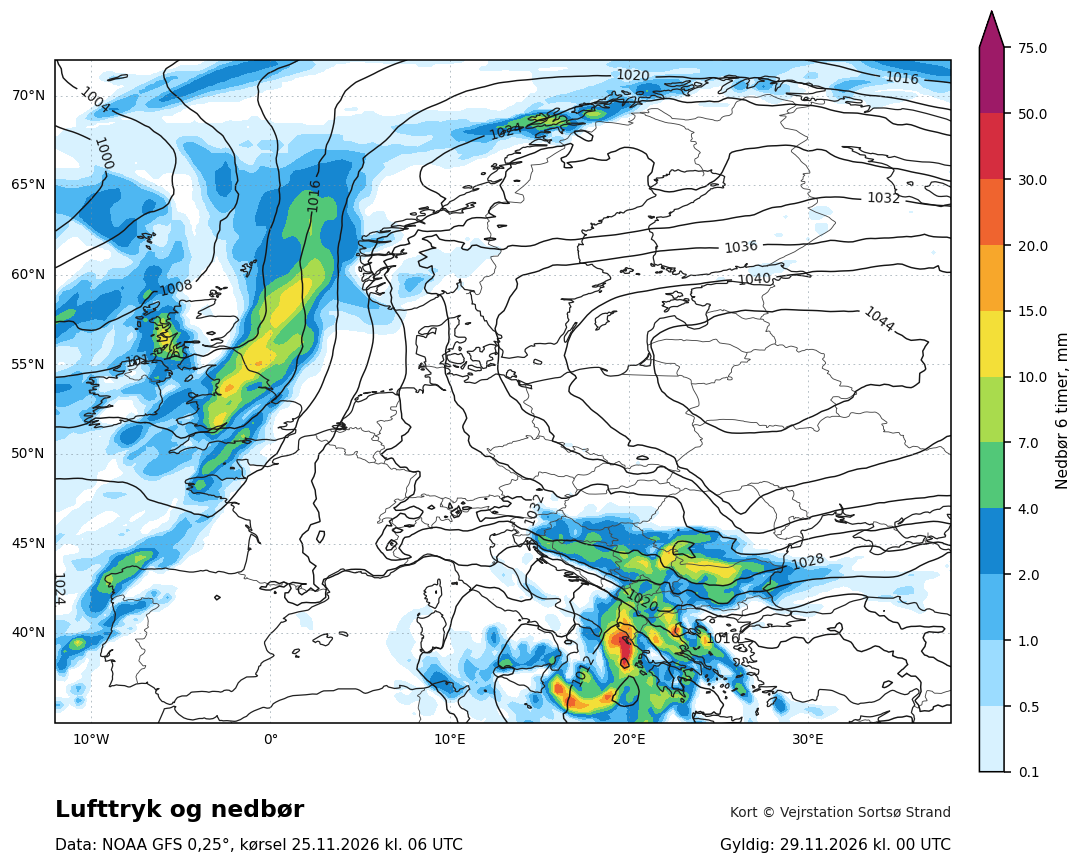 75.0
50.0
30.0
20.0
15.0
10.0
7.0
4.0
2.0
1.0
0.5
0.1
Nedbør 6 timer, mm
70°N
65°N
60°N
55°N
50°N
45°N
40°N
10°W
0°
10°E
20°E
30°E
1004
1000
1008
1012
1016
1020
1024
1016
1032
1036
1040
1044
1032
1028
1024
1020
1016
1012
Lufttryk og nedbør
Kort © Vejrstation Sortsø Strand
Data: NOAA GFS 0,25°, kørsel 25.11.2026 kl. 06 UTC
Gyldig: 29.11.2026 kl. 00 UTC